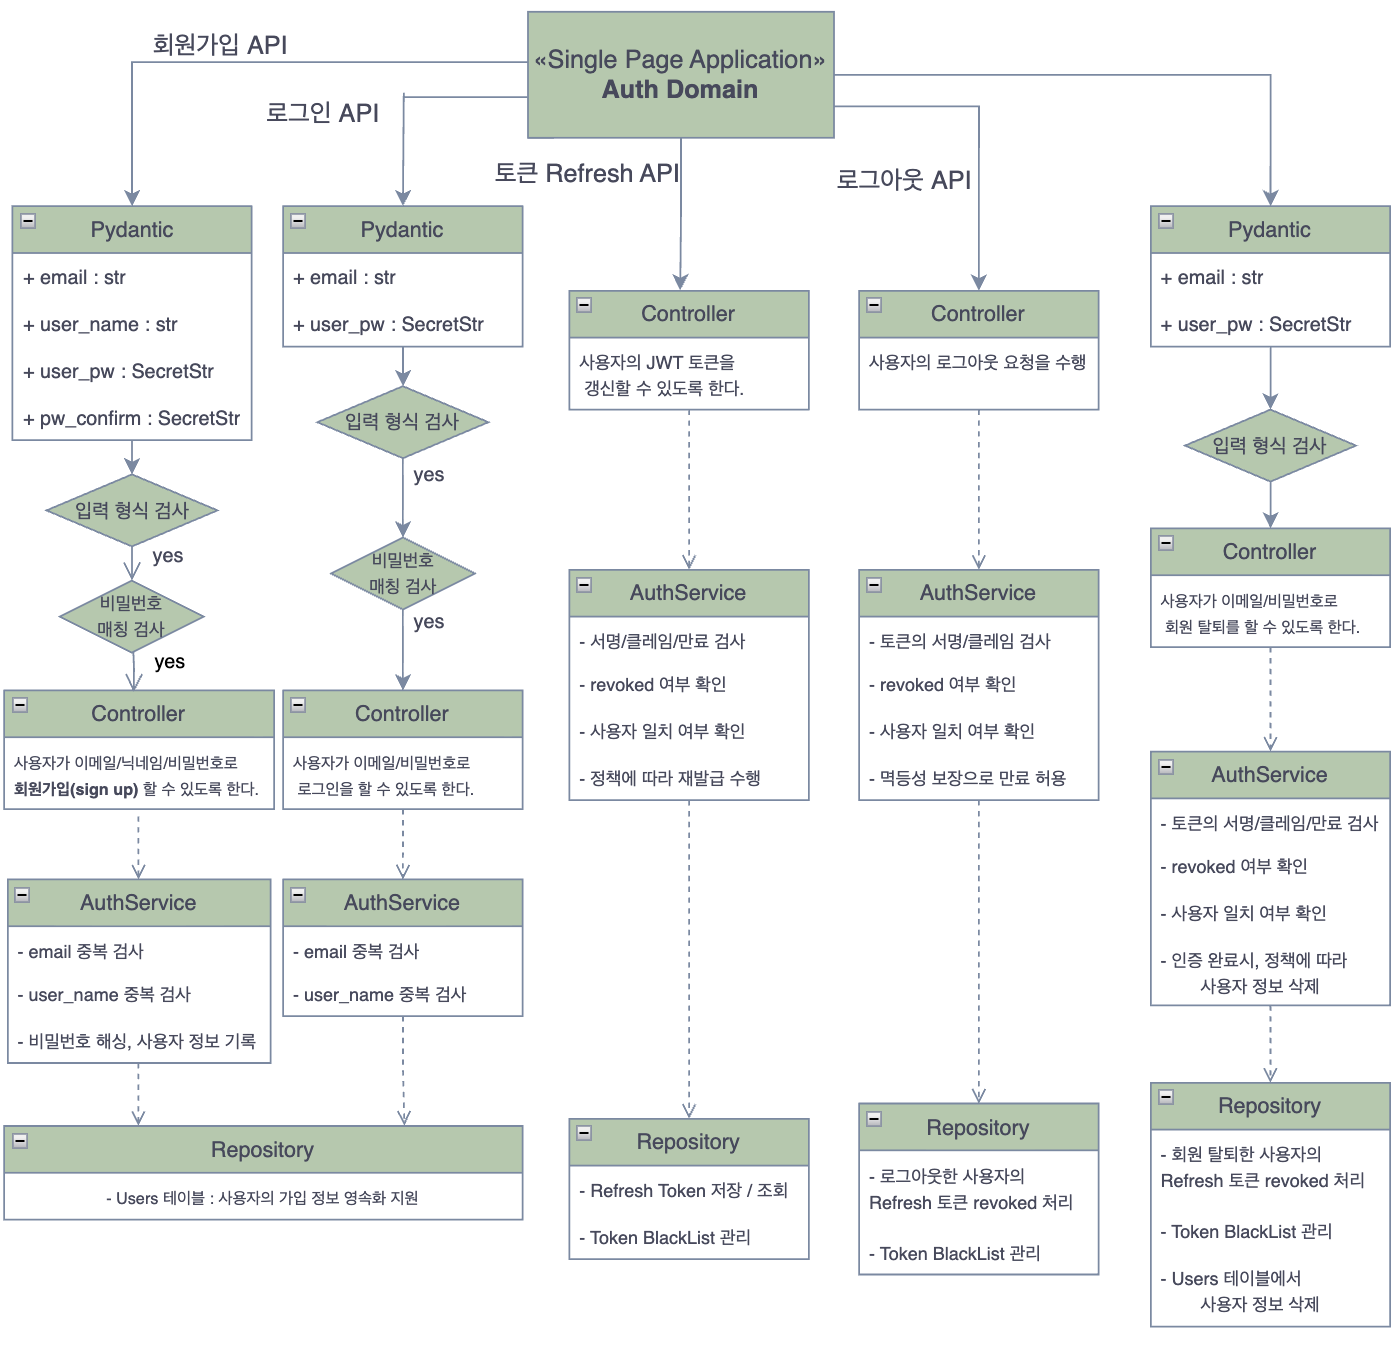 «Single Page Application»
Auth Domain
회원가입 API
로그인 API
토큰 Refresh API
로그아웃 API
Pydantic
+ email : str
+ user_name : str
+ user_pw : SecretStr
+ pw_confirm : SecretStr
입력 형식 검사
yes
비밀번호
매칭 검사
yes
Controller
사용자가 이메일/닉네임/비밀번호로
회원가입(sign up) 할 수 있도록 한다.
AuthService
- email 중복 검사
- user_name 중복 검사
- 비밀번호 해싱, 사용자 정보 기록
Pydantic
+ email : str
+ user_pw : SecretStr
입력 형식 검사
yes
비밀번호
매칭 검사
yes
Controller
사용자가 이메일/비밀번호로
로그인을 할 수 있도록 한다.
AuthService
- email 중복 검사
- user_name 중복 검사
Repository
- Users 테이블 : 사용자의 가입 정보 영속화 지원
Controller
사용자의 JWT 토큰을
갱신할 수 있도록 한다.
AuthService
- 서명/클레임/만료 검사
- revoked 여부 확인
- 사용자 일치 여부 확인
- 정책에 따라 재발급 수행
Repository
- Refresh Token 저장 / 조회
- Token BlackList 관리
Controller
사용자의 로그아웃 요청을 수행
AuthService
- 토큰의 서명/클레임 검사
- revoked 여부 확인
- 사용자 일치 여부 확인
- 멱등성 보장으로 만료 허용
Repository
- 로그아웃한 사용자의
Refresh 토큰 revoked 처리
- Token BlackList 관리
Pydantic
+ email : str
+ user_pw : SecretStr
입력 형식 검사
Controller
사용자가 이메일/비밀번호로
회원 탈퇴를 할 수 있도록 한다.
AuthService
- 토큰의 서명/클레임/만료 검사
- revoked 여부 확인
- 사용자 일치 여부 확인
- 인증 완료시, 정책에 따라
사용자 정보 삭제
Repository
- 회원 탈퇴한 사용자의
Refresh 토큰 revoked 처리
- Token BlackList 관리
- Users 테이블에서
사용자 정보 삭제